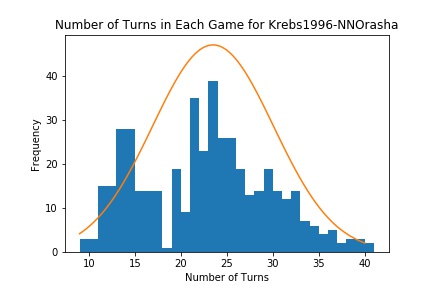 Number of Turns in Each Game for Krebs1996-NNOrasha
Frequency
40
30
20
10
0
10 15 20 25 30 35 40
Number of Turns